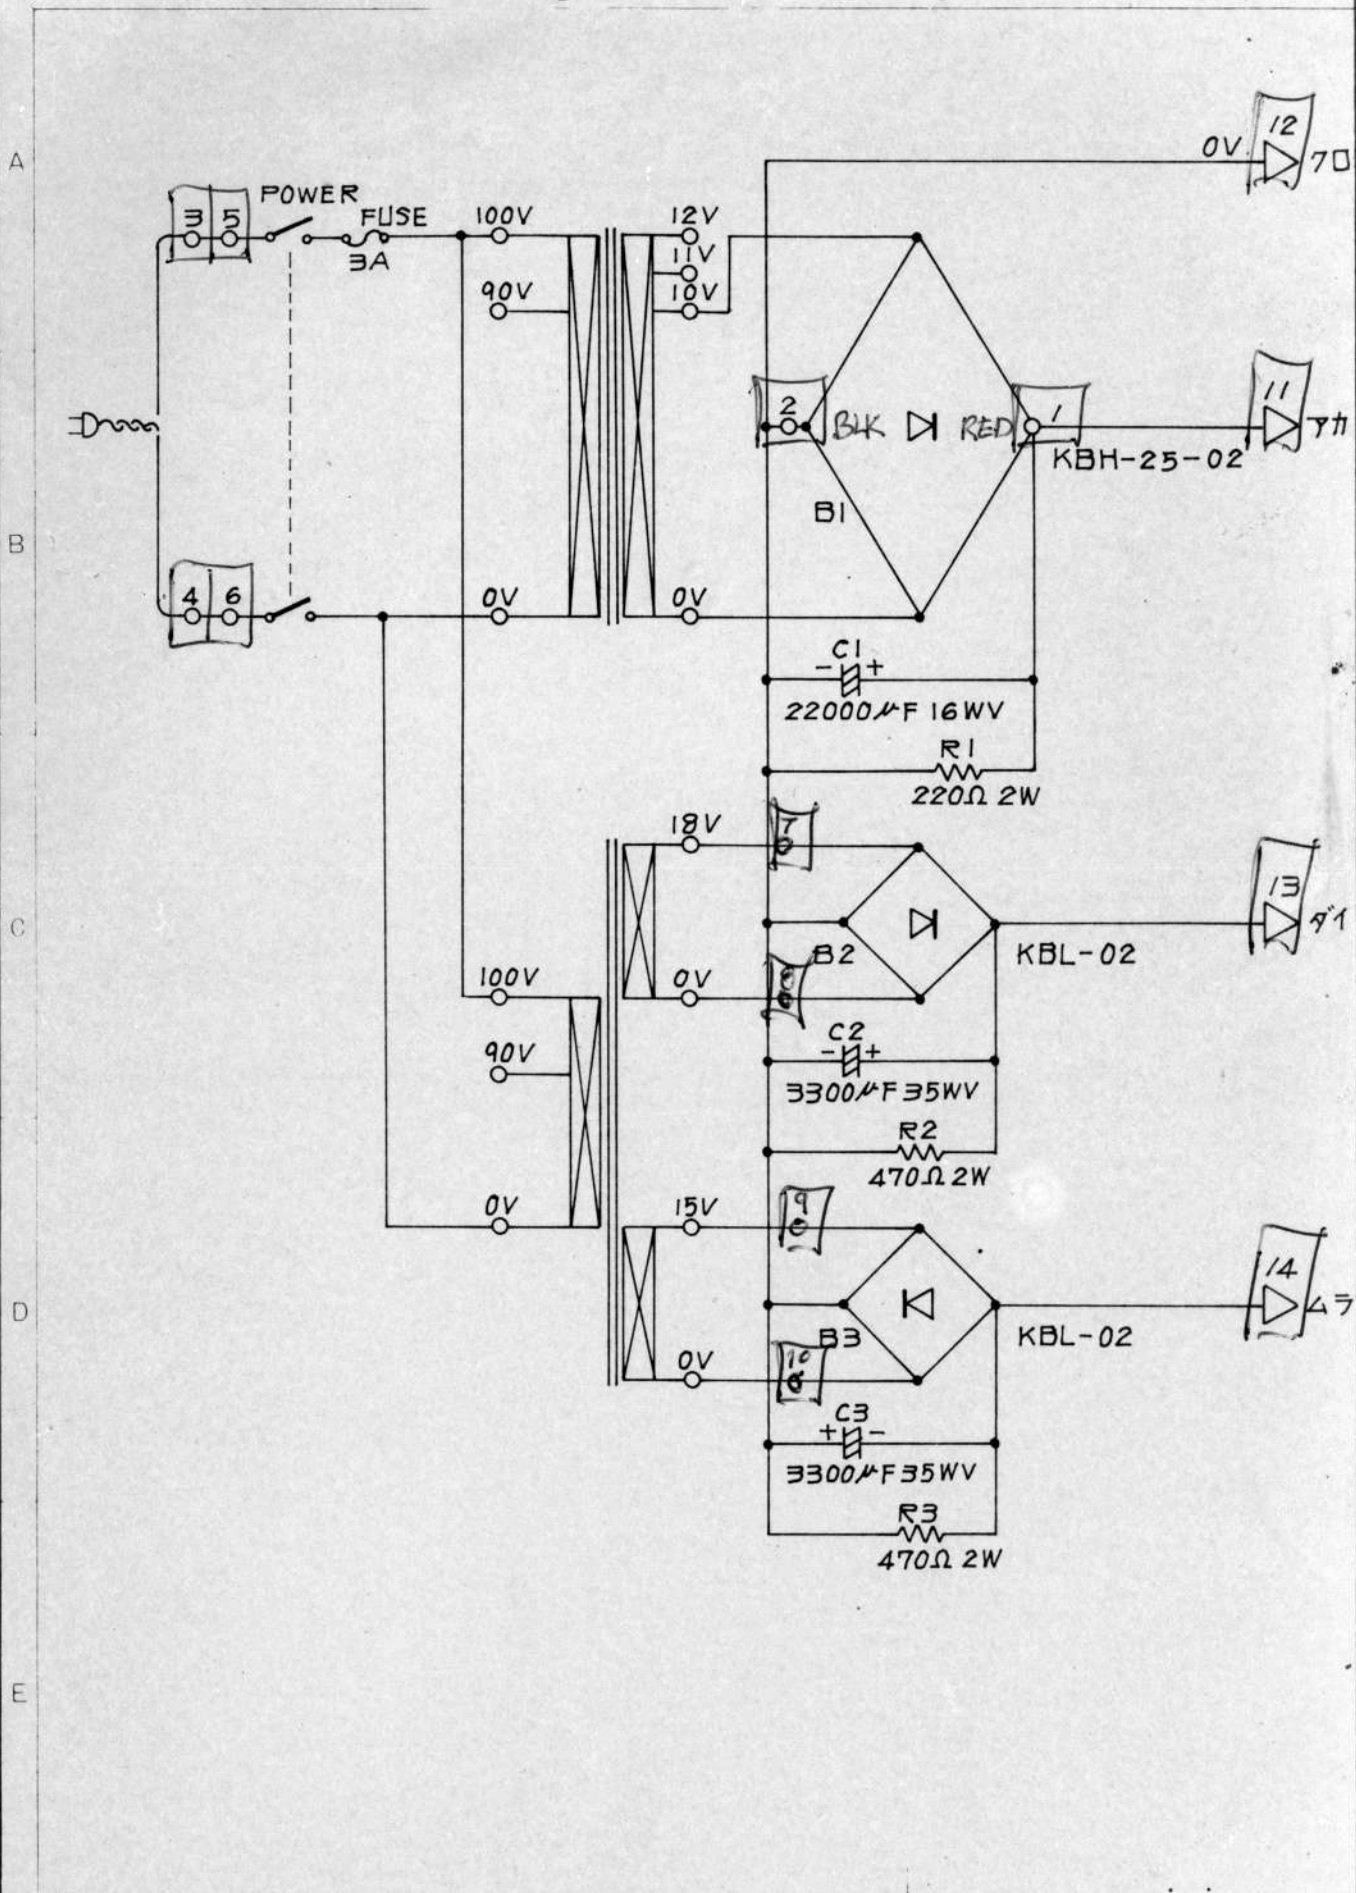 A
0V 12 クロ
POWER
3 5 FUSE 100V 12V
3A
11V
90V 10V
2 BLK RED 1 11 アカ
KBH-25-02
B1
B
4 6 0V 0V
C1
- +
22000μF 16WV
R1
220Ω 2W
18V 7
13 ダイ
C
B2 KBL-02
100V 0V 8
C2
- +
90V
3300μF 35WV
R2
470Ω 2W
0V 15V 9
14 ムラ
D
B3 KBL-02
0V 10
C3
+ -
3300μF 35WV
R3
470Ω 2W
E